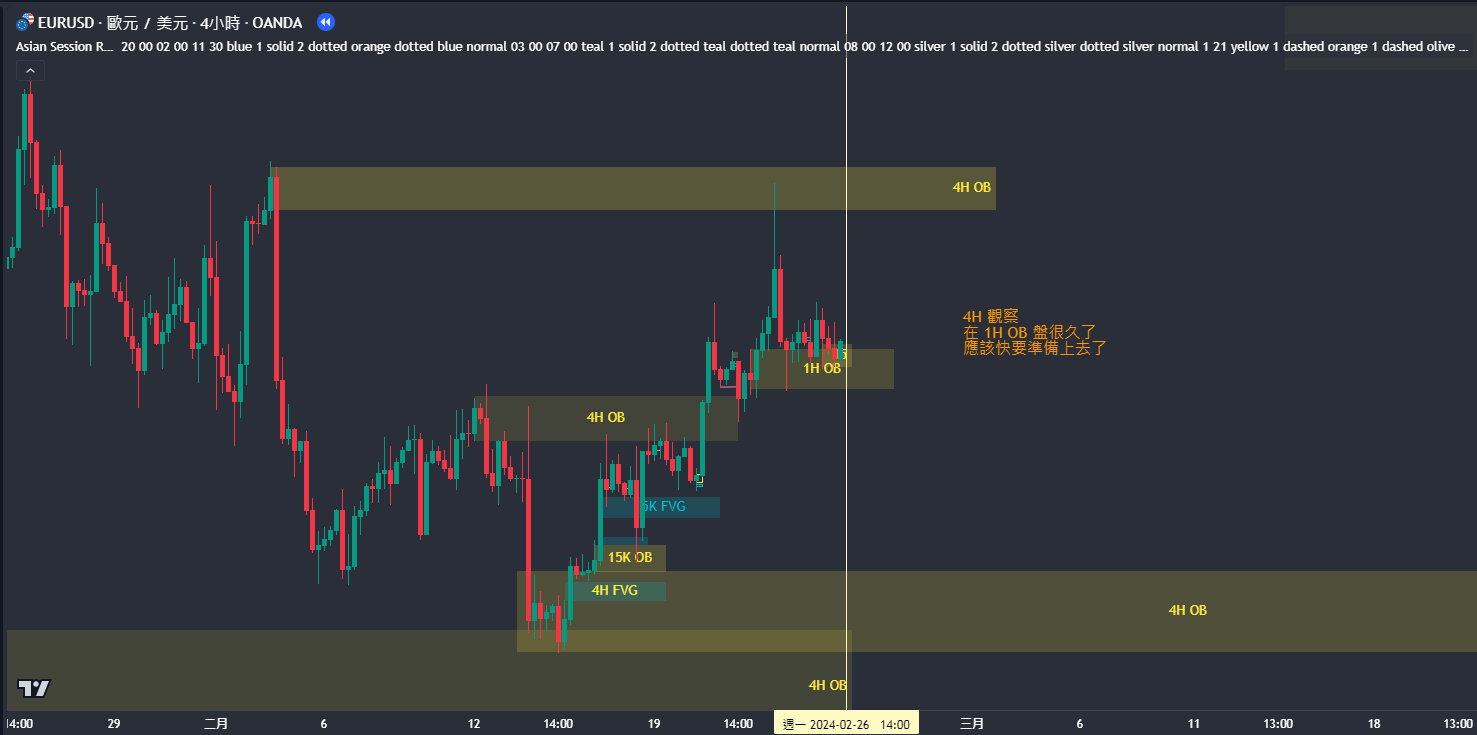 EURUSD · 歐元 / 美元 · 4小時 · OANDA
Asian Session R... 20 00 02 00 11 30 blue 1 solid 2 dotted orange dotted blue normal 03 00 07 00 teal 1 solid 2 dotted teal dotted teal normal 08 00 12 00 silver 1 solid 2 dotted silver dotted silver normal 1 21 yellow 1 dashed orange 1 dashed olive ...
4H OB
4H 觀察
在 1H OB 盤很久了
應該快要準備上去了
1H OB
4H OB
5K FVG
15K OB
4H FVG
4H OB
4H OB
14:00 29 二月 6 12 14:00 19 14:00 週一 2024-02-26 14:00 三月 6 11 13:00 18 13:00